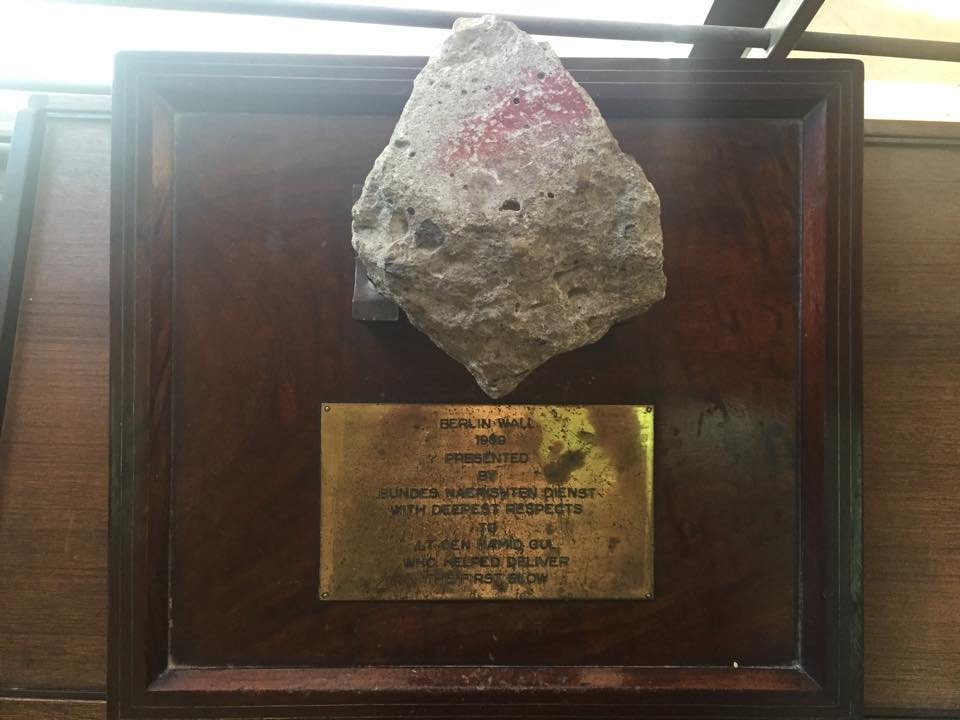 BERLIN WALL
1989
PRESENTED
BY
BUNDES NAERISHTEN DIENST
WITH DEEPEST RESPECTS
TO
LT GEN HAMID GUL
WHO HELPED DELIVER
THE FIRST BLOW